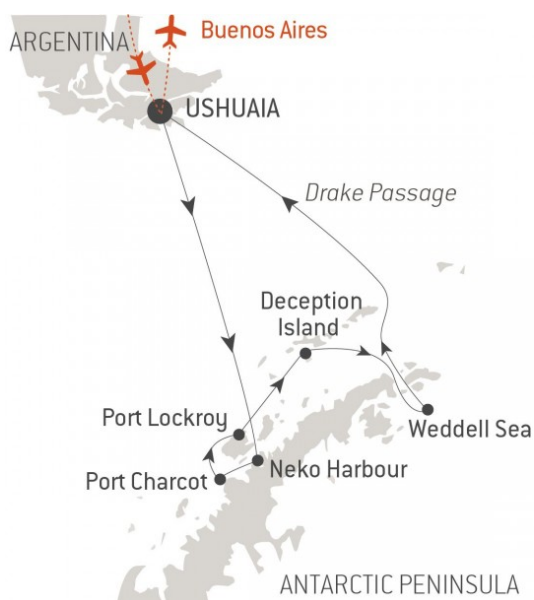 ARGENTINA
Buenos Aires
USHUAIA
Drake Passage
Deception
Island
Port Lockroy
Weddell Sea
Neko Harbour
Port Charcot
ANTARCTIC PENINSULA